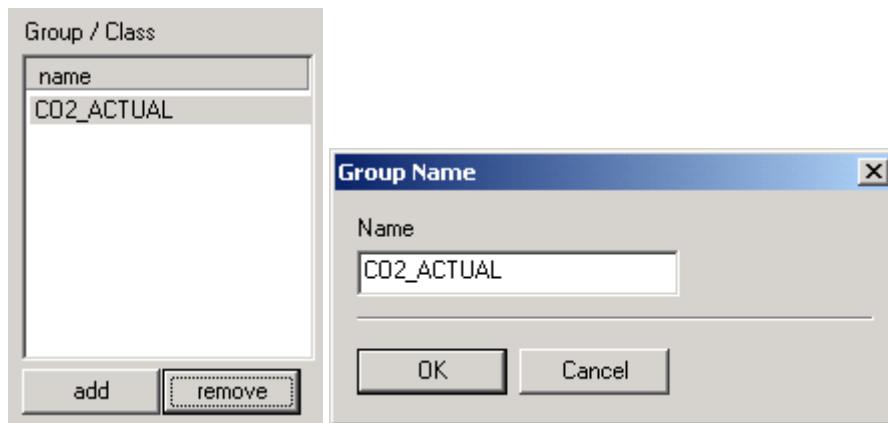 Group / Class
name
CO2_ACTUAL
add
remove
Group Name
Name
CO2_ACTUAL
OK
Cancel